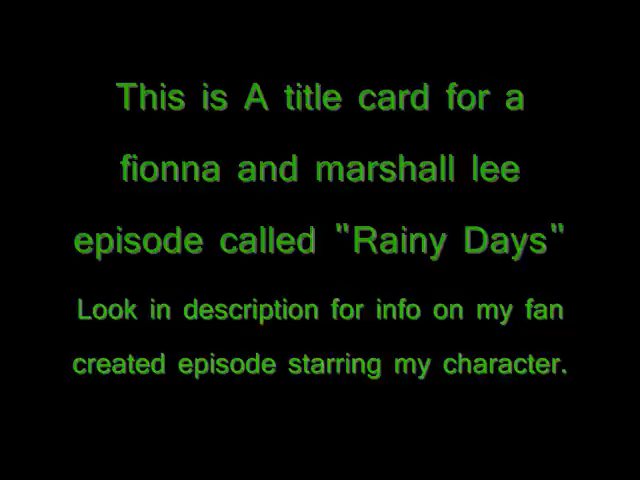 This is A title card for a
fionna and marshall lee
episode called "Rainy Days"
Look in description for info on my fan
created episode starring my character.